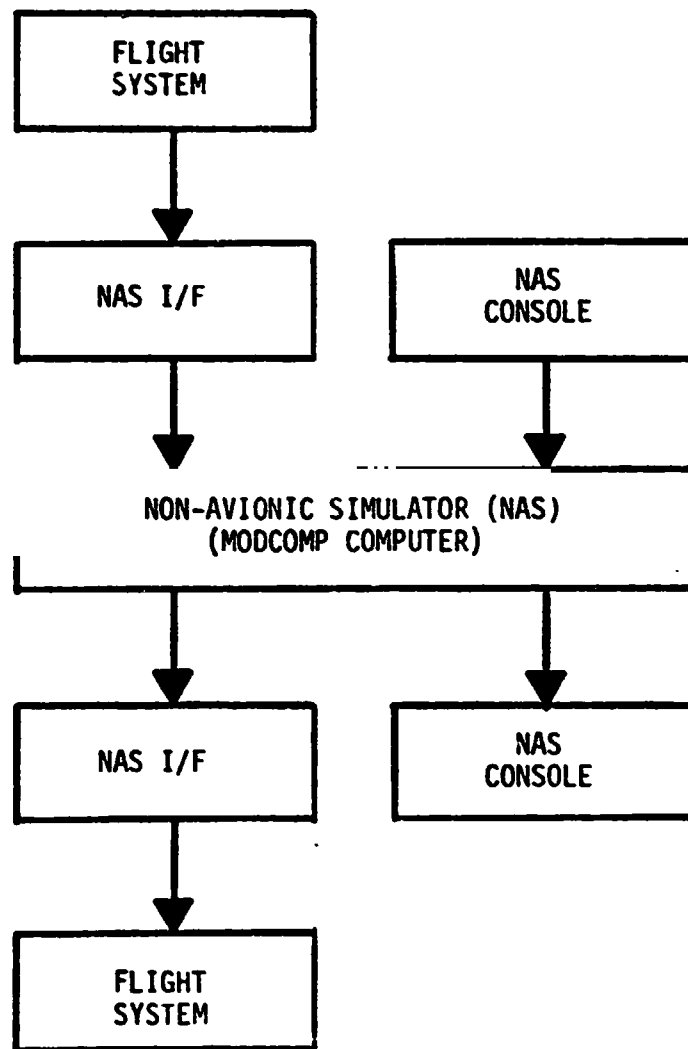 FLIGHT
SYSTEM
NAS I/F
NAS
CONSOLE
NON-AVIONIC SIMULATOR (NAS)
(MODCOMP COMPUTER)
NAS I/F
NAS
CONSOLE
FLIGHT
SYSTEM